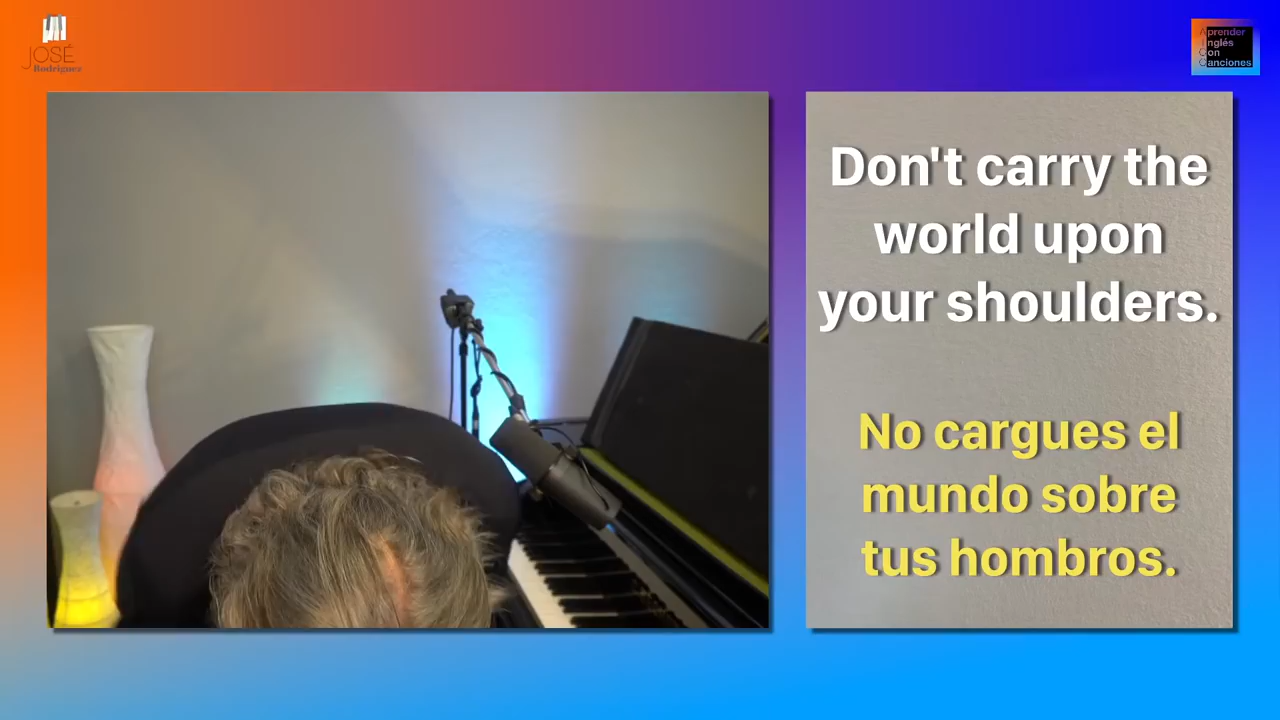 JOSÉ
Rodríguez
Aprender
Inglés
Con
Canciones
Don't carry the
world upon
your shoulders.
No cargues el
mundo sobre
tus hombros.